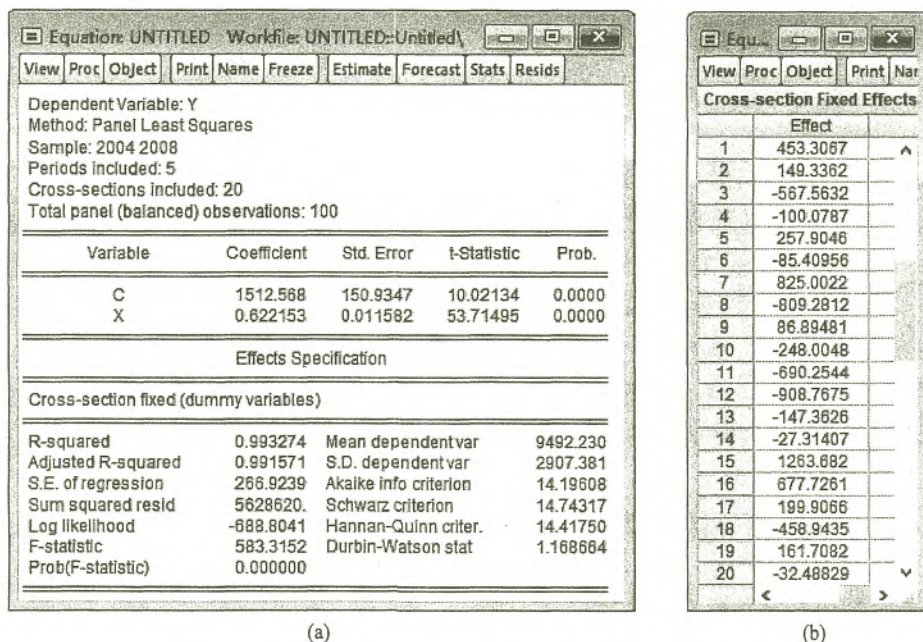 Equation: UNTITLED Workfile: UNTITLED::Untitled\
View Proc Object Print Name Freeze Estimate Forecast Stats Resids
Dependent Variable: Y
Method: Panel Least Squares
Sample: 2004 2008
Periods included: 5
Cross-sections included: 20
Total panel (balanced) observations: 100
Variable Coefficient Std. Error t-Statistic Prob.
C 1512.568 150.9347 10.02134 0.0000
X 0.622153 0.011582 53.71495 0.0000
Effects Specification
Cross-section fixed (dummy variables)
R-squared 0.993274 Mean dependent var 9492.230
Adjusted R-squared 0.991571 S.D. dependent var 2907.381
S.E. of regression 266.9239 Akaike info criterion 14.19608
Sum squared resid 5628620. Schwarz criterion 14.74317
Log likelihood -688.8041 Hannan-Quinn criter. 14.41750
F-statistic 583.3152 Durbin-Watson stat 1.168664
Prob(F-statistic) 0.000000
(a)
Equ...
View Proc Object Print Nar
Cross-section Fixed Effects
Effect
1 453.3067
2 149.3362
3 -567.5632
4 -100.0787
5 257.9046
6 -85.40956
7 825.0022
8 -809.2812
9 86.89481
10 -248.0048
11 -690.2544
12 -908.7675
13 -147.3626
14 -27.31407
15 1263.682
16 677.7261
17 199.9066
18 -458.9435
19 161.7082
20 -32.48829
(b)